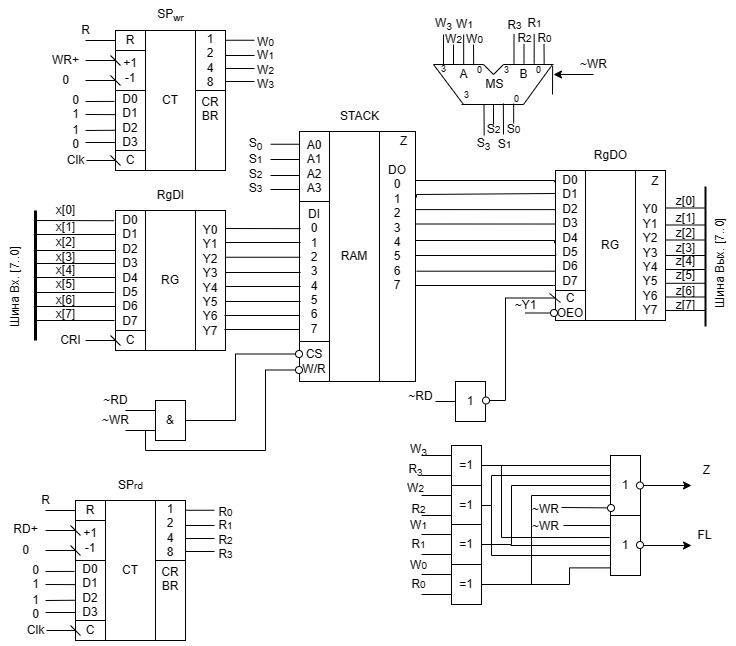 SPwr
R
R
1
W0
WR+
+1
2
W1
0
-1
4
W2
8
W3
CT
0
D0
CR
1
D1
BR
1
D2
0
D3
Clk
C
W3 W1
W2 W0
R3 R1
R2 R0
3 A 0
3 B 0
MS
~WR
3
0
S2 S0
S3 S1
STACK
S0
A0
Z
S1
A1
S2
A2
DO
S3
A3
0
1
DI
2
0
3
1
4
2
5
3
6
4
7
5
6
7
RAM
CS
W/R
RgDI
Шина Вх. [7..0]
x[0]
D0
x[1]
D1
Y0
x[2]
D2
Y1
x[3]
D3
Y2
x[4]
D4
Y3
x[5]
D5
Y4
x[6]
D6
Y5
x[7]
D7
Y6
Y7
RG
CRI
C
RgDO
D0
Z
D1
D2
Y0
z[0]
D3
Y1
z[1]
D4
Y2
z[2]
D5
Y3
z[3]
D6
Y4
z[4]
D7
Y5
z[5]
Y6
z[6]
Y7
z[7]
RG
C
~Y1
OEO
Шина Вых. [7..0]
~RD
~WR
&
~RD
1
SPrd
R
R
1
R0
RD+
+1
2
R1
0
-1
4
R2
8
R3
CT
0
D0
CR
1
D1
BR
1
D2
0
D3
Clk
C
W3
R3
=1
W2
R2
=1
W1
R1
=1
W0
R0
=1
1
Z
~WR
~WR
1
FL